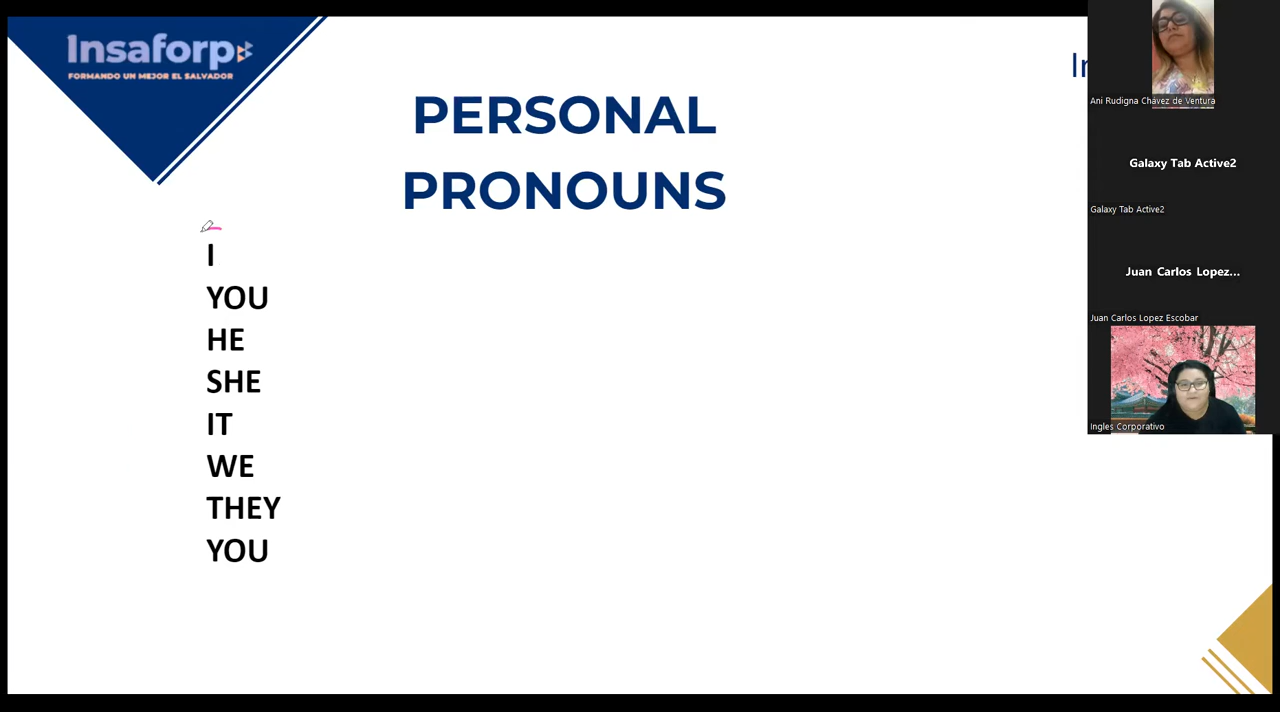 Insaforp
FORMANDO UN MEJOR EL SALVADOR
PERSONAL
PRONOUNS
I
YOU
HE
SHE
IT
WE
THEY
YOU
Ani Rudigna Chávez de Ventura
Galaxy Tab Active2
Galaxy Tab Active2
Juan Carlos Lopez...
Juan Carlos Lopez Escobar
Ingles Corporativo